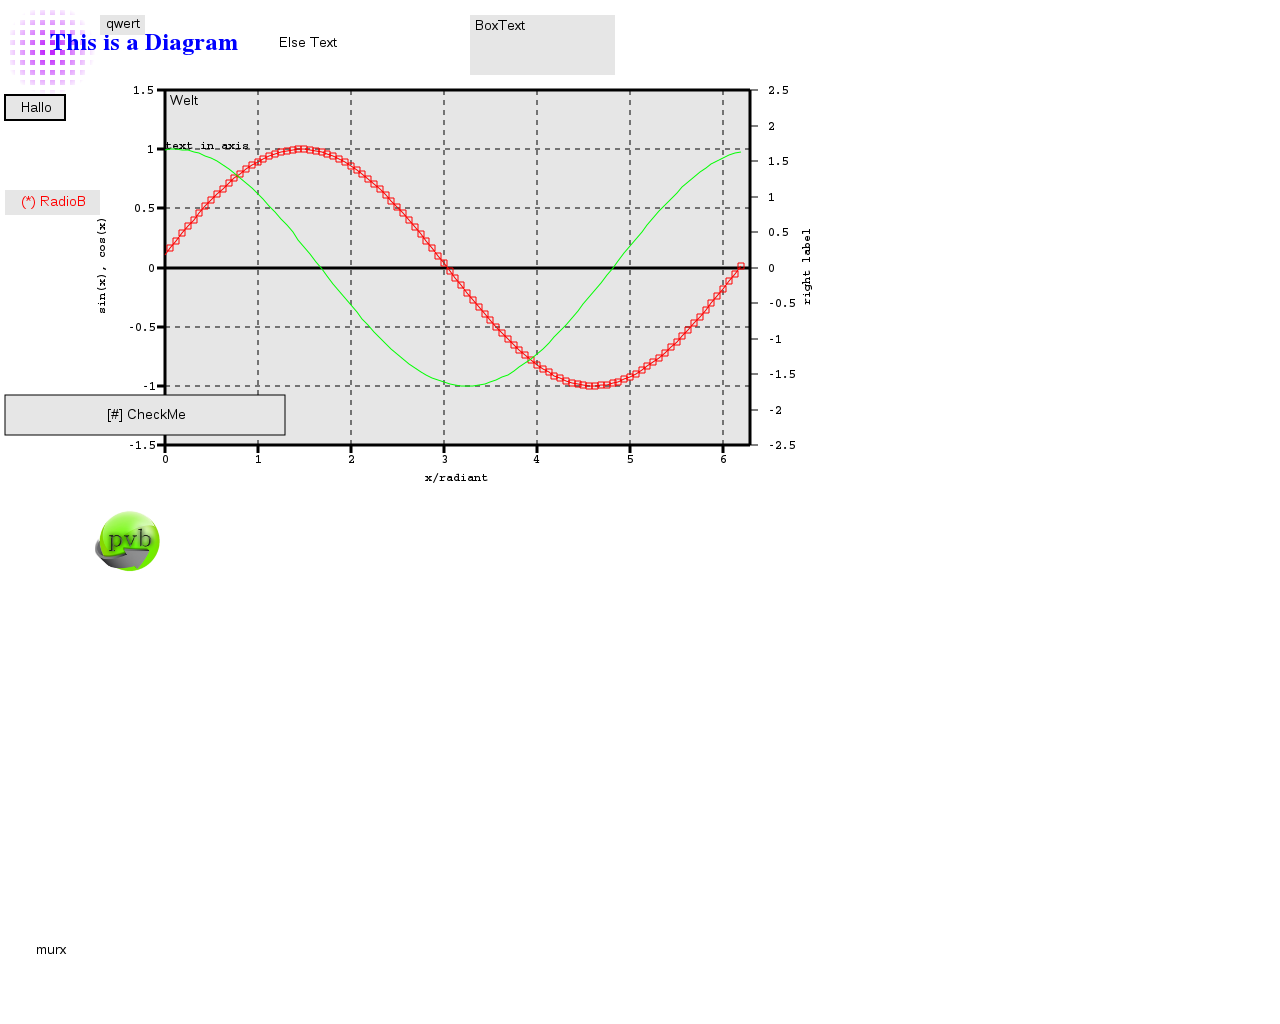 qwert
This is a Diagram
Else Text
BoxText
1.5
2.5
Welt
Hallo
2
1
text in axis
1.5
(*) RadioB
1
0.5
0.5
sin(x), cos(x)
right label
0
0
-0.5
-0.5
-1
-1
-1.5
[#] CheckMe
-2
-1.5
-2.5
0 1 2 3 4 5 6
x/radiant
pvb
murx